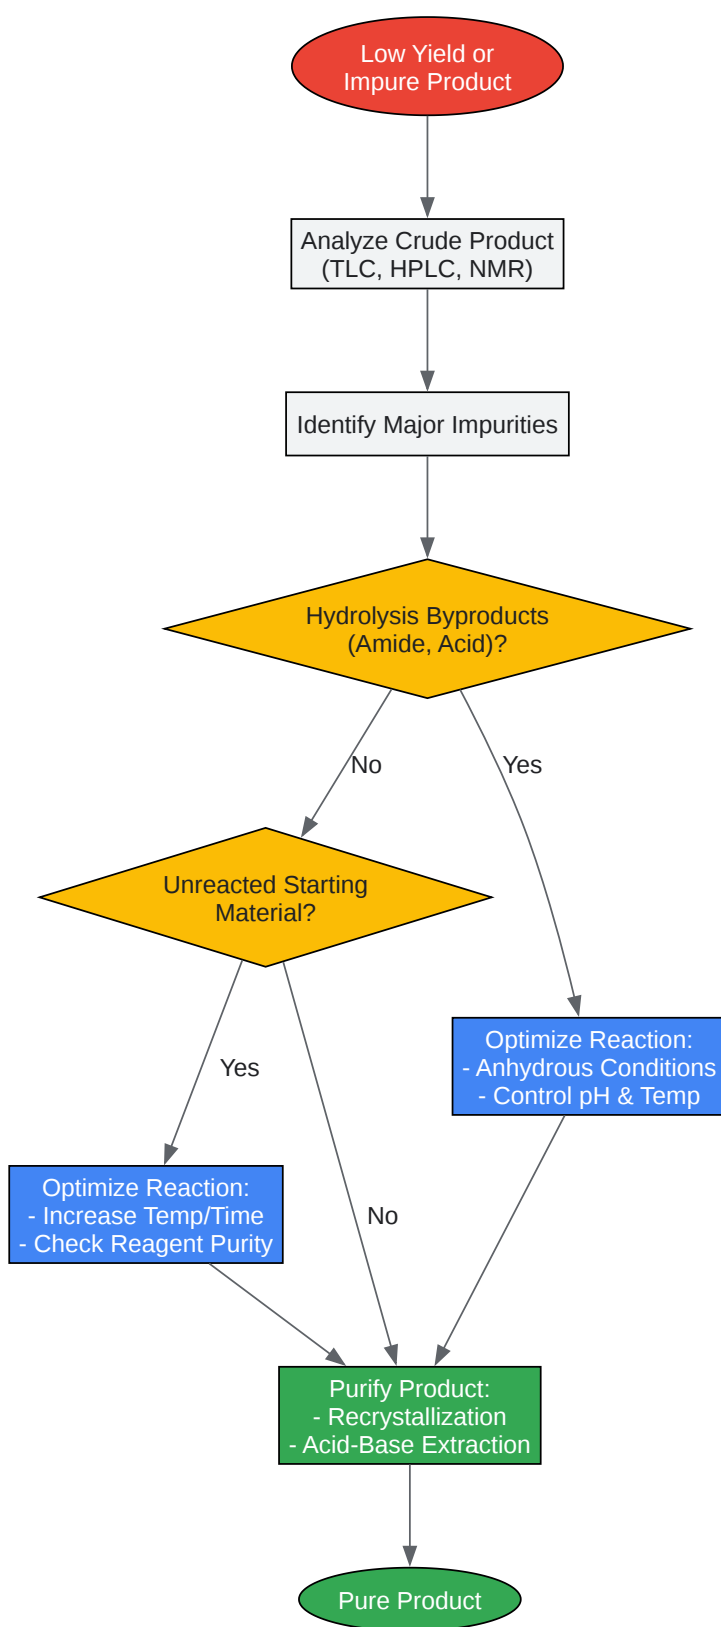 Low Yield or
Impure Product
Analyze Crude Product
(TLC, HPLC, NMR)
Identify Major Impurities
Hydrolysis Byproducts
(Amide, Acid)?
No
Yes
Unreacted Starting
Material?
Yes
No
Optimize Reaction:
- Anhydrous Conditions
- Control pH & Temp
Optimize Reaction:
- Increase Temp/Time
- Check Reagent Purity
Purify Product:
- Recrystallization
- Acid-Base Extraction
Pure Product